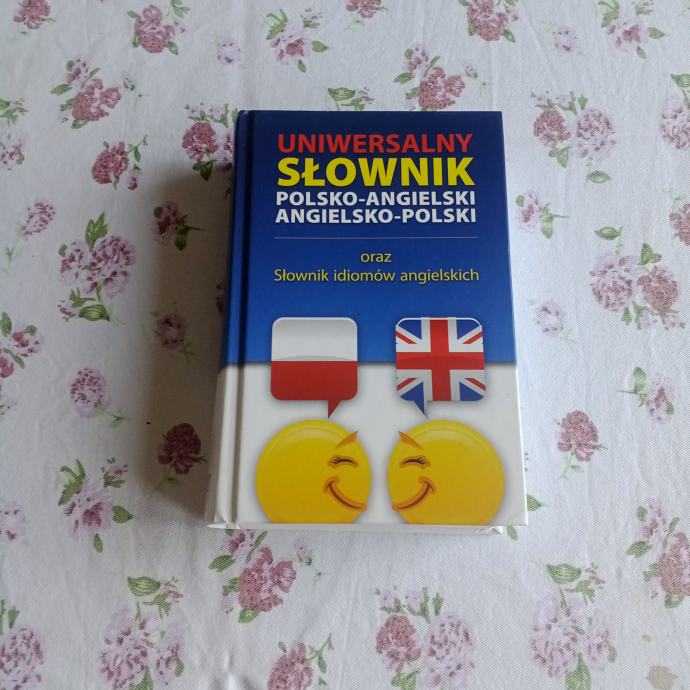 UNIWERSALNY
SŁOWNIK
POLSKO-ANGIELSKI
ANGIELSKO-POLSKI
oraz
Słownik idiomów angielskich